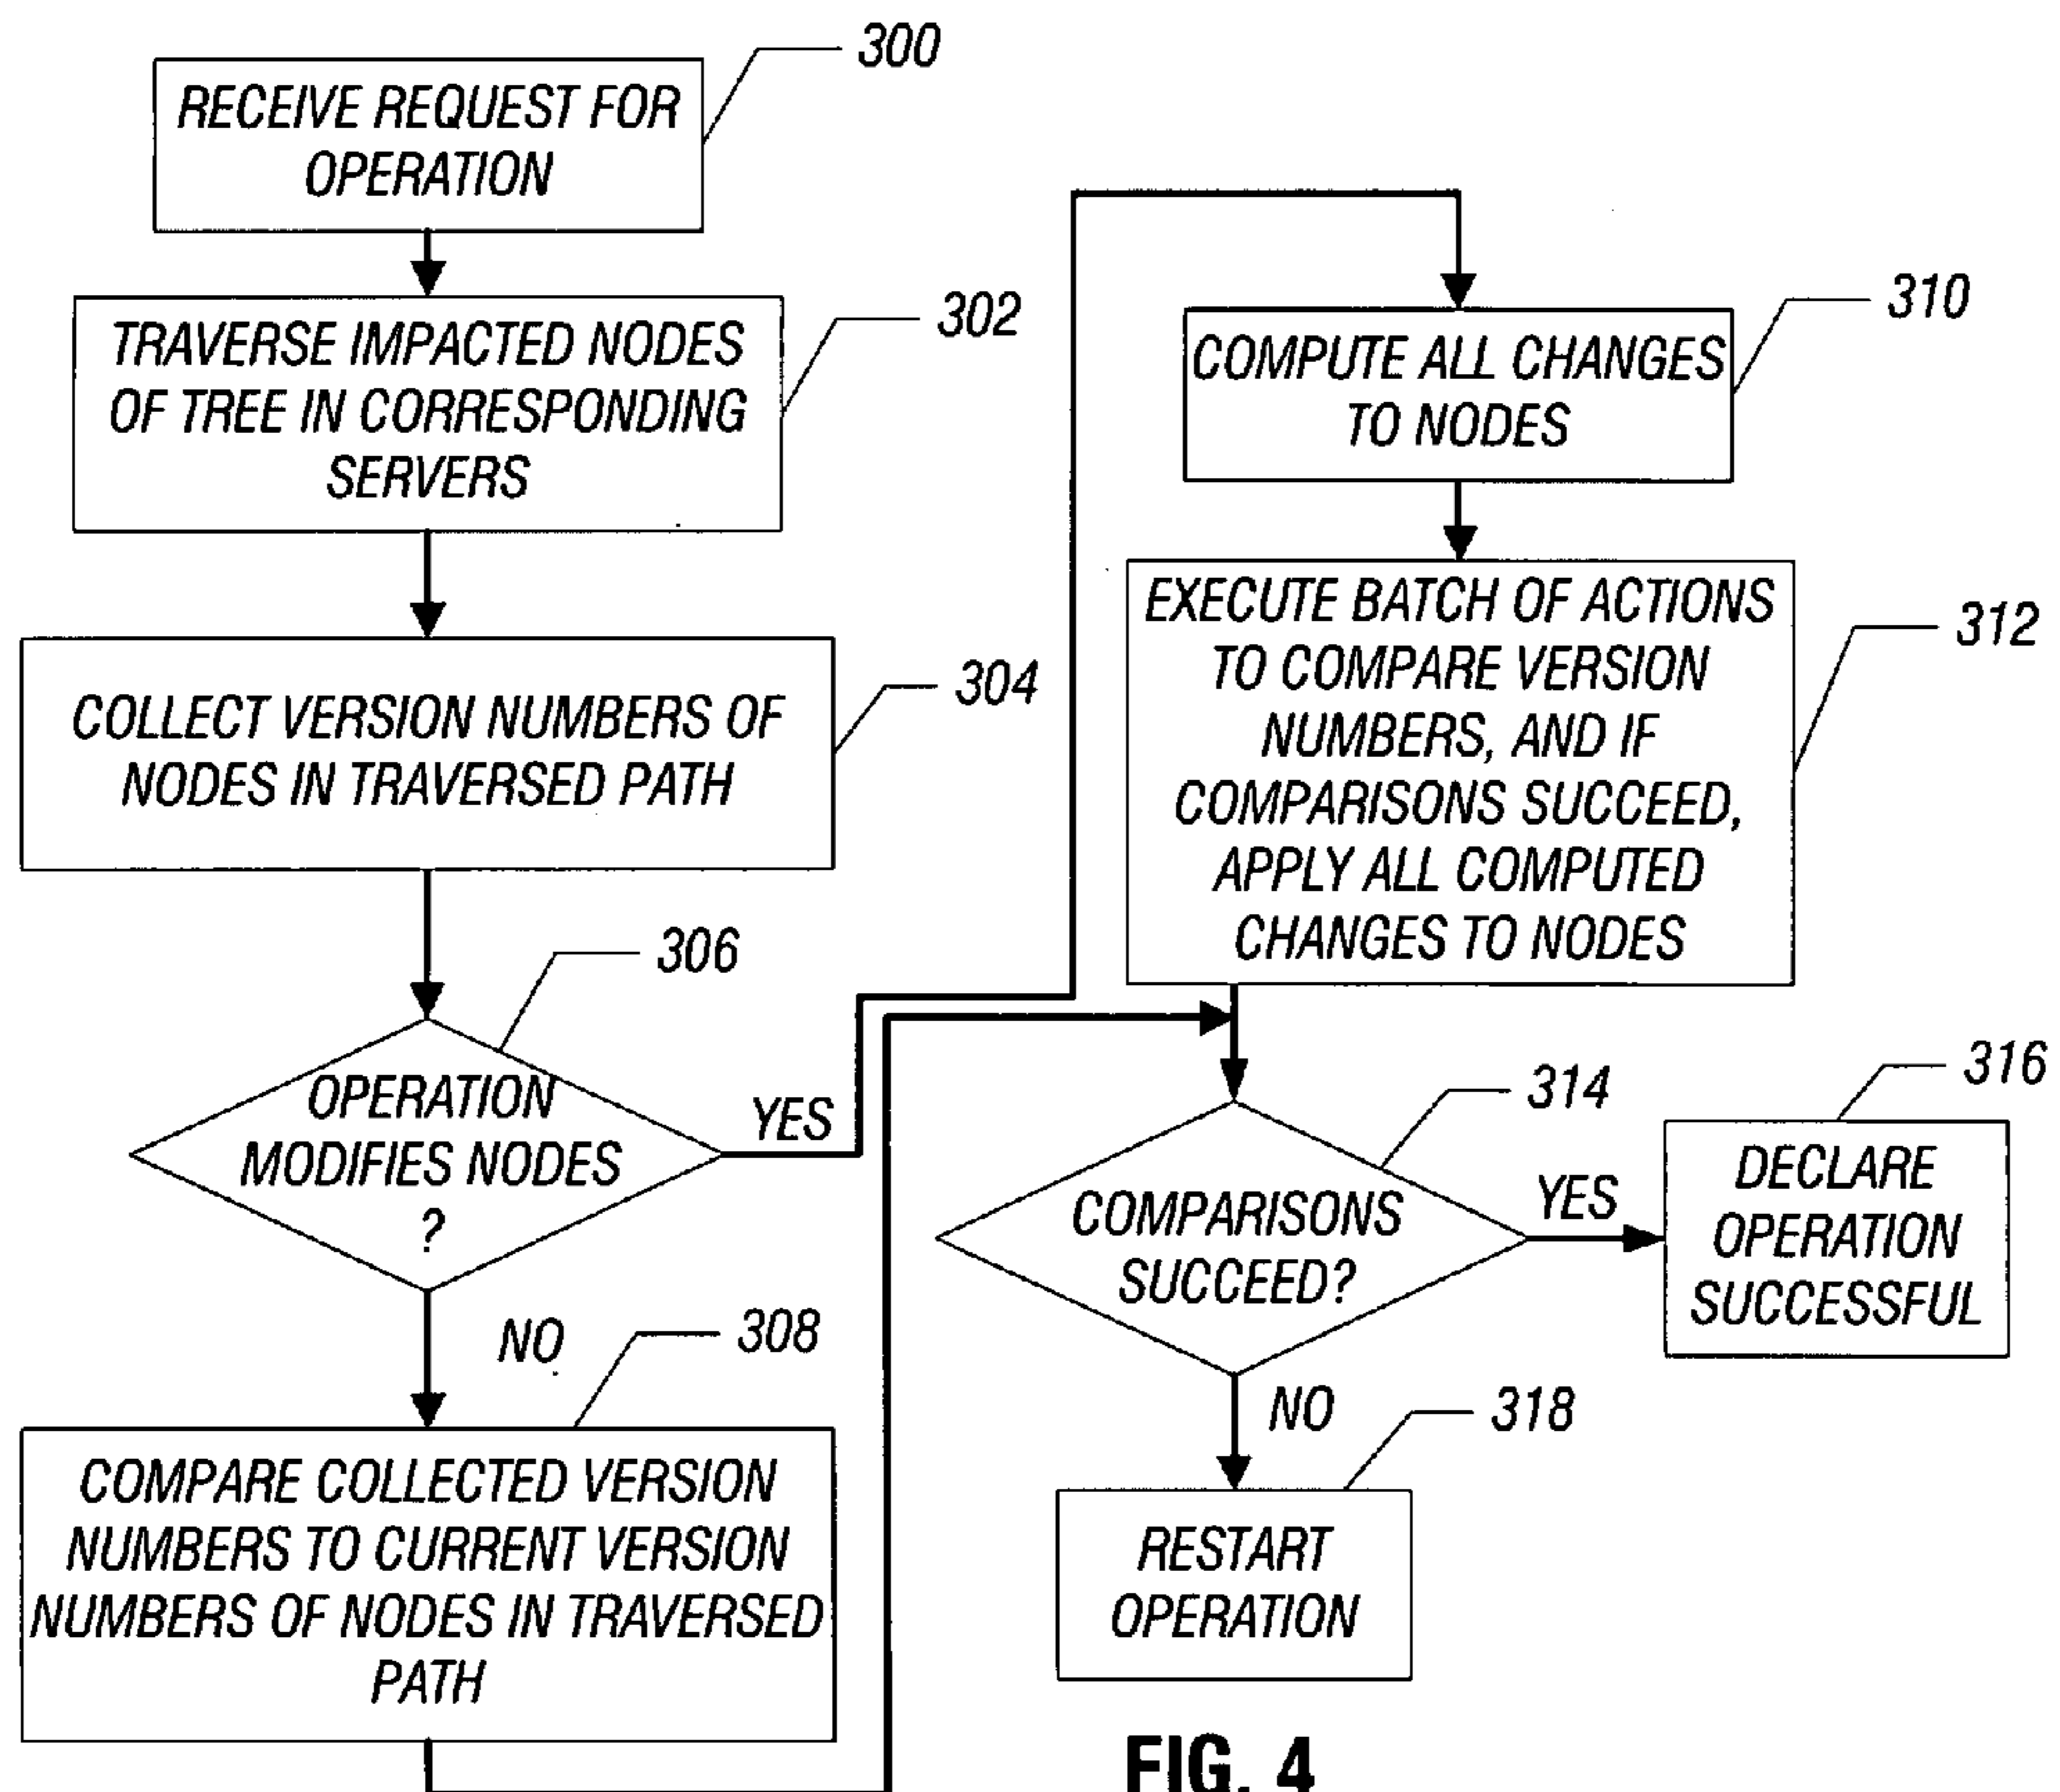 300
RECEIVE REQUEST FOR
OPERATION
302
TRAVERSE IMPACTED NODES
OF TREE IN CORRESPONDING
SERVERS
304
COLLECT VERSION NUMBERS OF
NODES IN TRAVERSED PATH
306
OPERATION
MODIFIES NODES
?
YES
NO
308
COMPARE COLLECTED VERSION
NUMBERS TO CURRENT VERSION
NUMBERS OF NODES IN TRAVERSED
PATH
310
COMPUTE ALL CHANGES
TO NODES
312
EXECUTE BATCH OF ACTIONS
TO COMPARE VERSION
NUMBERS, AND IF
COMPARISONS SUCCEED,
APPLY ALL COMPUTED
CHANGES TO NODES
314
COMPARISONS
SUCCEED?
YES
316
DECLARE
OPERATION
SUCCESSFUL
NO
318
RESTART
OPERATION
FIG. 4